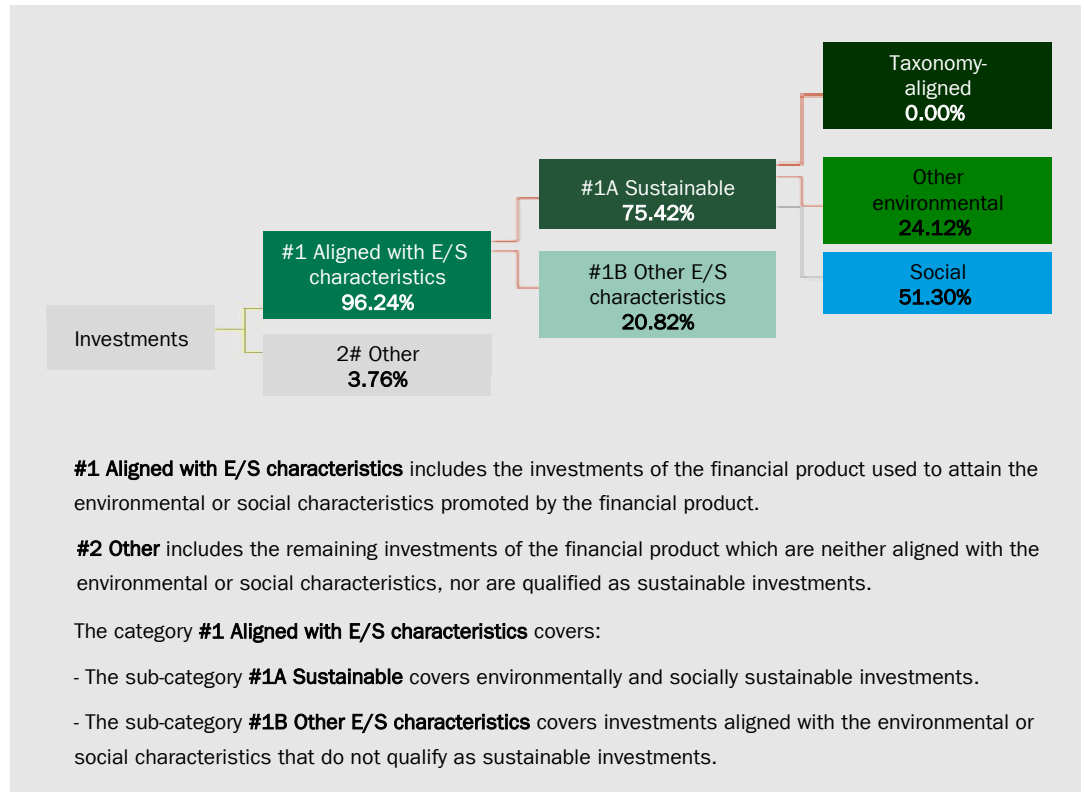 Taxonomy-
aligned
0.00%
#1A Sustainable
75.42%
Other
environmental
24.12%
#1 Aligned with E/S
characteristics
96.24%
#1B Other E/S
characteristics
20.82%
Social
51.30%
Investments
2# Other
3.76%
#1 Aligned with E/S characteristics includes the investments of the financial product used to attain the
environmental or social characteristics promoted by the financial product.
#2 Other includes the remaining investments of the financial product which are neither aligned with the
environmental or social characteristics, nor are qualified as sustainable investments.
The category #1 Aligned with E/S characteristics covers:
- The sub-category #1A Sustainable covers environmentally and socially sustainable investments.
- The sub-category #1B Other E/S characteristics covers investments aligned with the environmental or
social characteristics that do not qualify as sustainable investments.